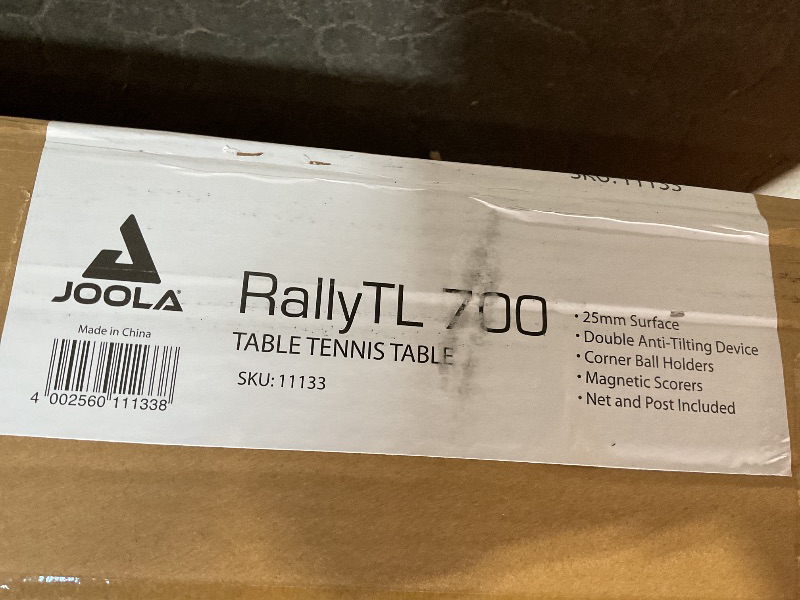 SKU: 11133
JOOLA
Made in China
4 002560 111338
RallyTL 700
TABLE TENNIS TABLE
SKU: 11133
• 25mm Surface
• Double Anti-Tilting Device
• Corner Ball Holders
• Magnetic Scorers
• Net and Post Included